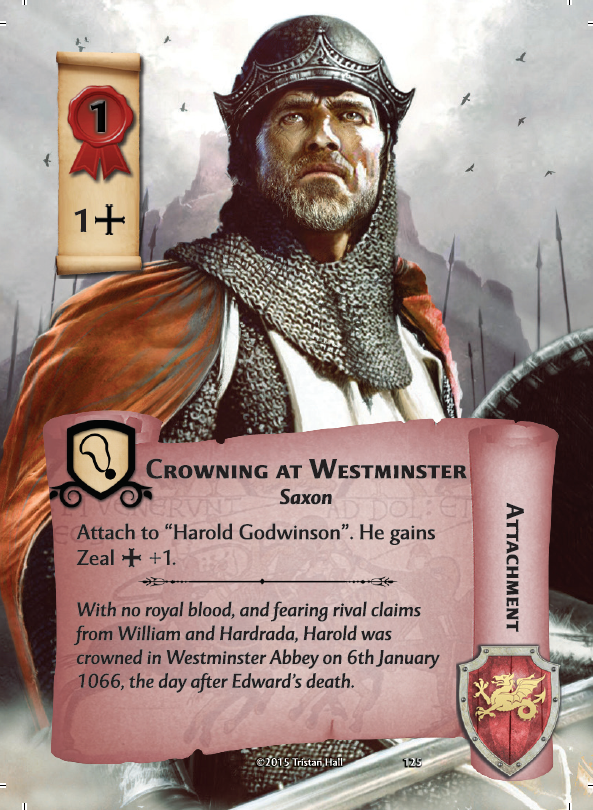 1
1
Crowning at Westminster
Saxon
Attach to “Harold Godwinson”. He gains
Zeal +1.
With no royal blood, and fearing rival claims
from William and Hardrada, Harold was
crowned in Westminster Abbey on 6th January
1066, the day after Edward’s death.
Attachment
©2015 Tristan Hall
125